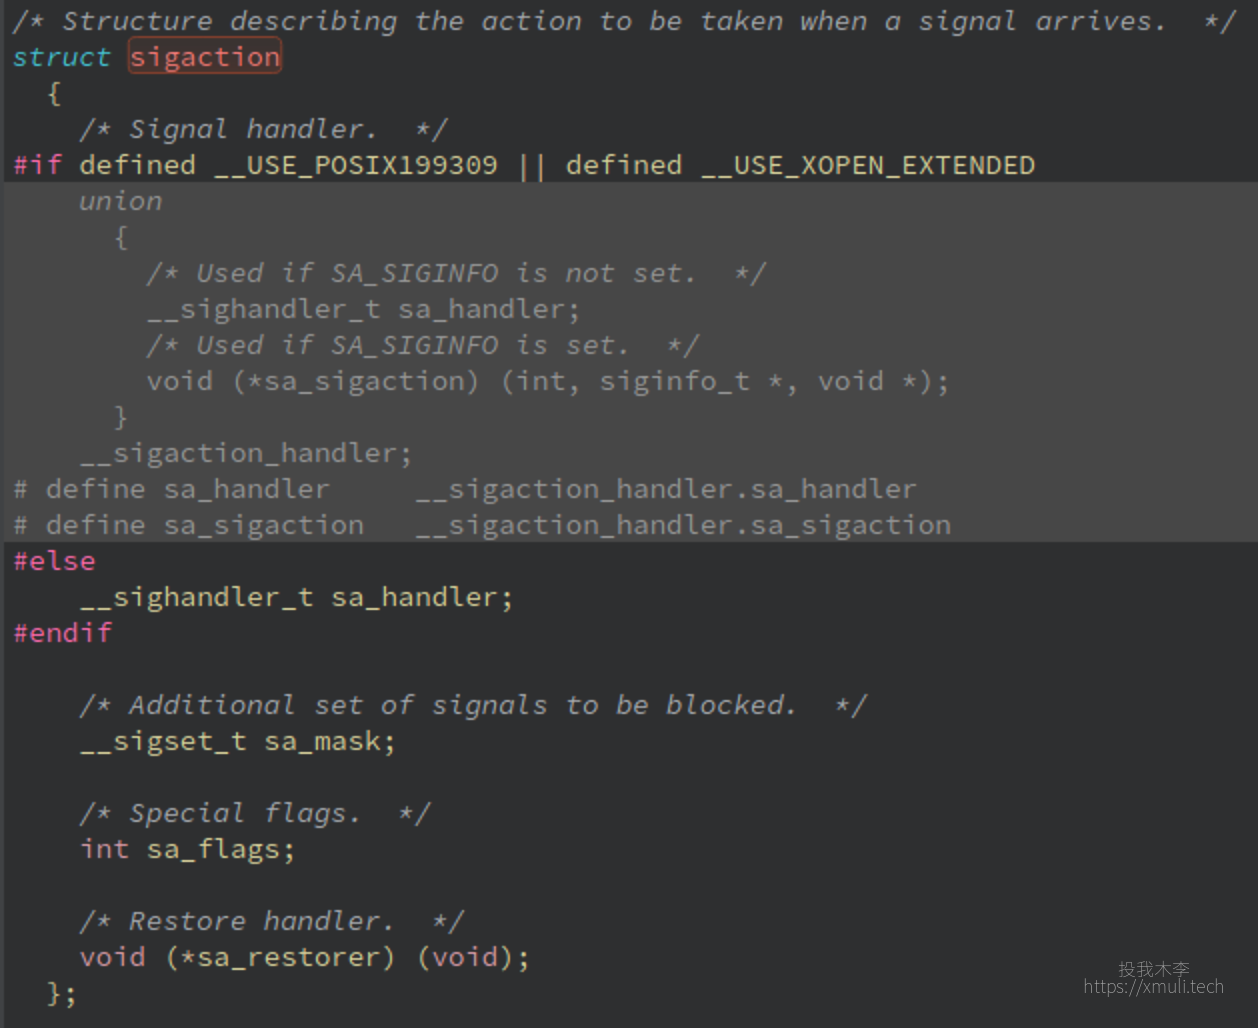 /* Structure describing the action to be taken when a signal arrives.  */
struct sigaction
  {
    /* Signal handler.  */
#if defined __USE_POSIX199309 || defined __USE_XOPEN_EXTENDED
    union
      {
        /* Used if SA_SIGINFO is not set.  */
        __sighandler_t sa_handler;
        /* Used if SA_SIGINFO is set.  */
        void (*sa_sigaction) (int, siginfo_t *, void *);
      }
    __sigaction_handler;
# define sa_handler     __sigaction_handler.sa_handler
# define sa_sigaction   __sigaction_handler.sa_sigaction
#else
    __sighandler_t sa_handler;
#endif

    /* Additional set of signals to be blocked.  */
    __sigset_t sa_mask;

    /* Special flags.  */
    int sa_flags;

    /* Restore handler.  */
    void (*sa_restorer) (void);
  };
投我木李
https://xmuli.tech